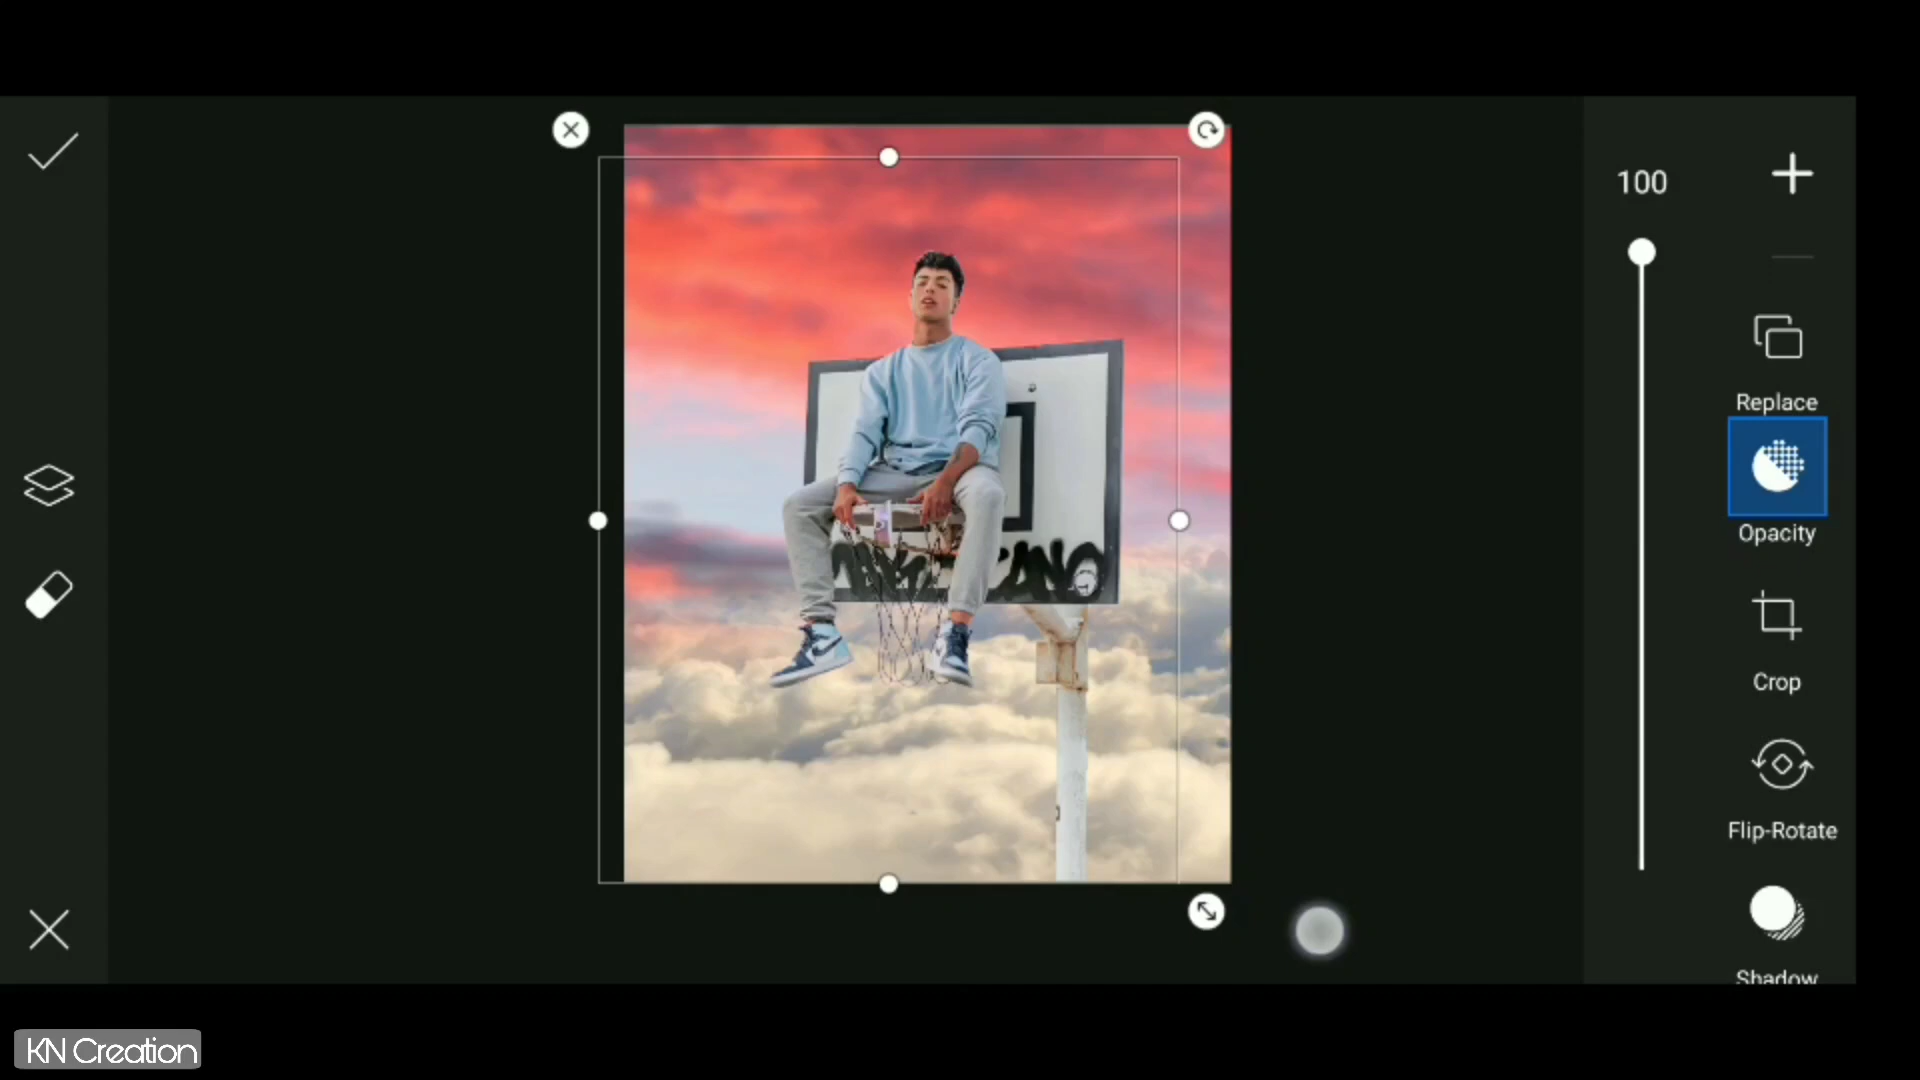 100
Replace
Opacity
Crop
Flip-Rotate
Shadow
KN Creation